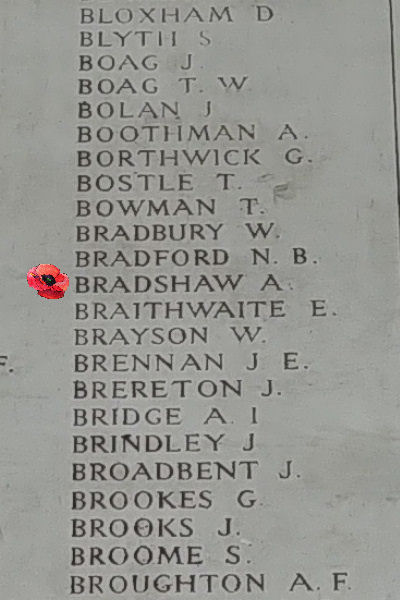 BLOXHAM D
BLYTH S
BOAG J.
BOAG T. W.
BOLAN J
BOOTHMAN A.
BORTHWICK G.
BOSTLE T.
BOWMAN T.
BRADBURY W.
BRADFORD N. B.
BRADSHAW A.
BRAITHWAITE E.
BRAYSON W.
F.
BRENNAN J E.
BRERETON J.
BRIDGE A. I
BRINDLEY J
BROADBENT J.
BROOKES G.
BROOKS J.
BROOME S.
BROUGHTON A. F.